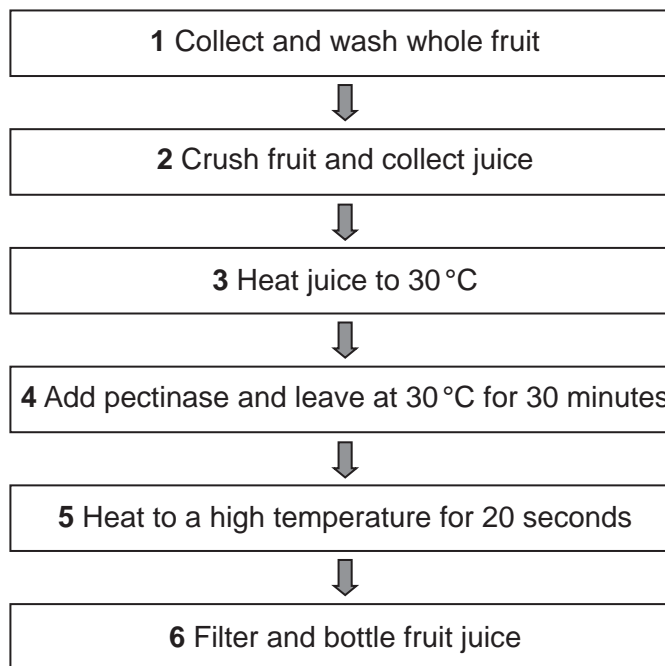 1 Collect and wash whole fruit
2 Crush fruit and collect juice
3 Heat juice to 30 °C
4 Add pectinase and leave at 30 °C for 30 minutes
5 Heat to a high temperature for 20 seconds
6 Filter and bottle fruit juice